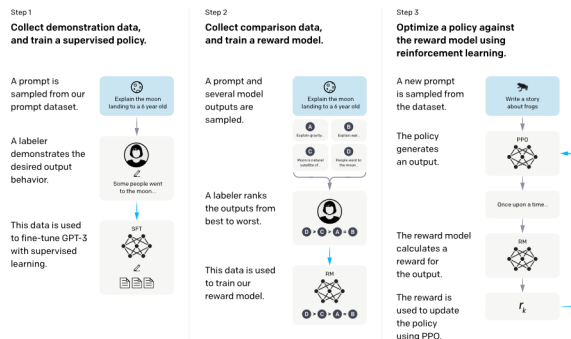 Step 1
Collect demonstration data,
and train a supervised policy.
A prompt is
sampled from our
prompt dataset.
Explain the moon
landing to a 6 year old
A labeler
demonstrates the
desired output
behavior.
Some people went
to the moon...
This data is used
to fine-tune GPT-3
with supervised
learning.
SFT
Step 2
Collect comparison data,
and train a reward model.
A prompt and
several model
outputs are
sampled.
Explain the moon
landing to a 6 year old
A
Explain gravity...
B
Explain war...
C
Moon is natural
satellite of...
D
People went to
the moon...
A labeler ranks
the outputs from
best to worst.
D > C > A = B
This data is used
to train our
reward model.
RM
D > C > A = B
Step 3
Optimize a policy against
the reward model using
reinforcement learning.
A new prompt
is sampled from
the dataset.
Write a story
about frogs
The policy
generates
an output.
PPO
Once upon a time...
The reward model
calculates a
reward for
the output.
RM
The reward is
used to update
the policy
using PPO.
rk